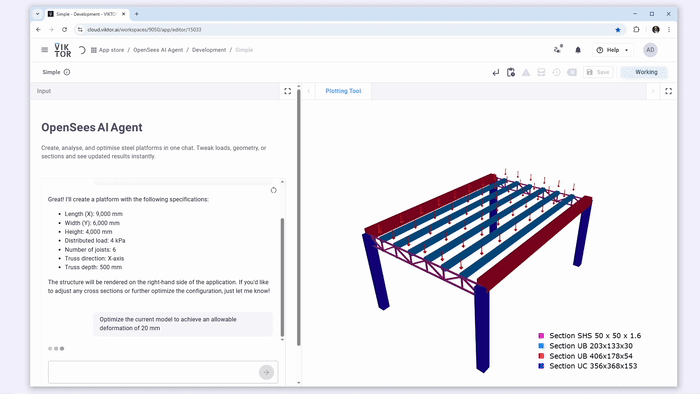 Simple - Development - VIKTO
cloud.viktor.ai/workspaces/9050/app/editor/15033
VIKTOR
App store / OpenSees AI Agent / Development / Simple
Help
AD
Simple
Save
Working
Input
Plotting Tool
OpenSees AI Agent
Create, analyse, and optimise steel platforms in one chat. Tweak loads, geometry, or
sections and see updated results instantly.
Great! I'll create a platform with the following specifications:
• Length (X): 9,000 mm
• Width (Y): 6,000 mm
• Height: 4,000 mm
• Distributed load: 4 kPa
• Number of joists: 6
• Truss direction: X-axis
• Truss depth: 500 mm
The structure will be rendered on the right-hand side of the application. If you'd like
to adjust any cross sections or further optimize the configuration, just let me know!
Optimize the current model to achieve an allowable
deformation of 20 mm
Section SHS 50 x 50 x 1.6
Section UB 203x133x30
Section UB 406x178x54
Section UC 356x368x153